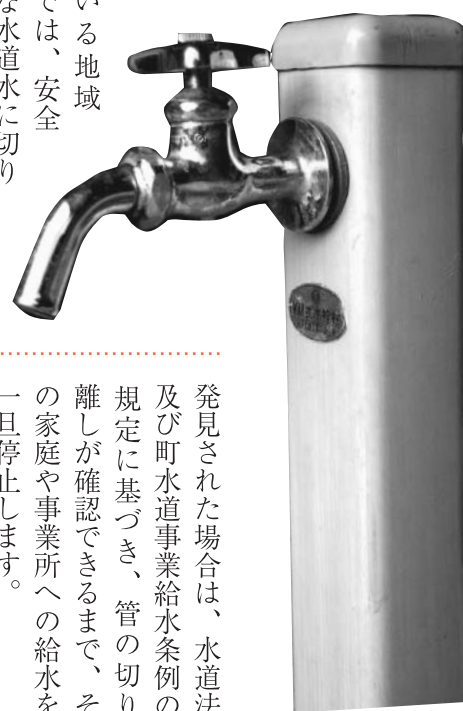 いる地域
では、安全
な水道水に切り
発見された場合は、水道法
及び町水道事業給水条例の
規定に基づき、管の切り
離しが確認できるまで、そ
の家庭や事業所への給水を
一旦停止します。